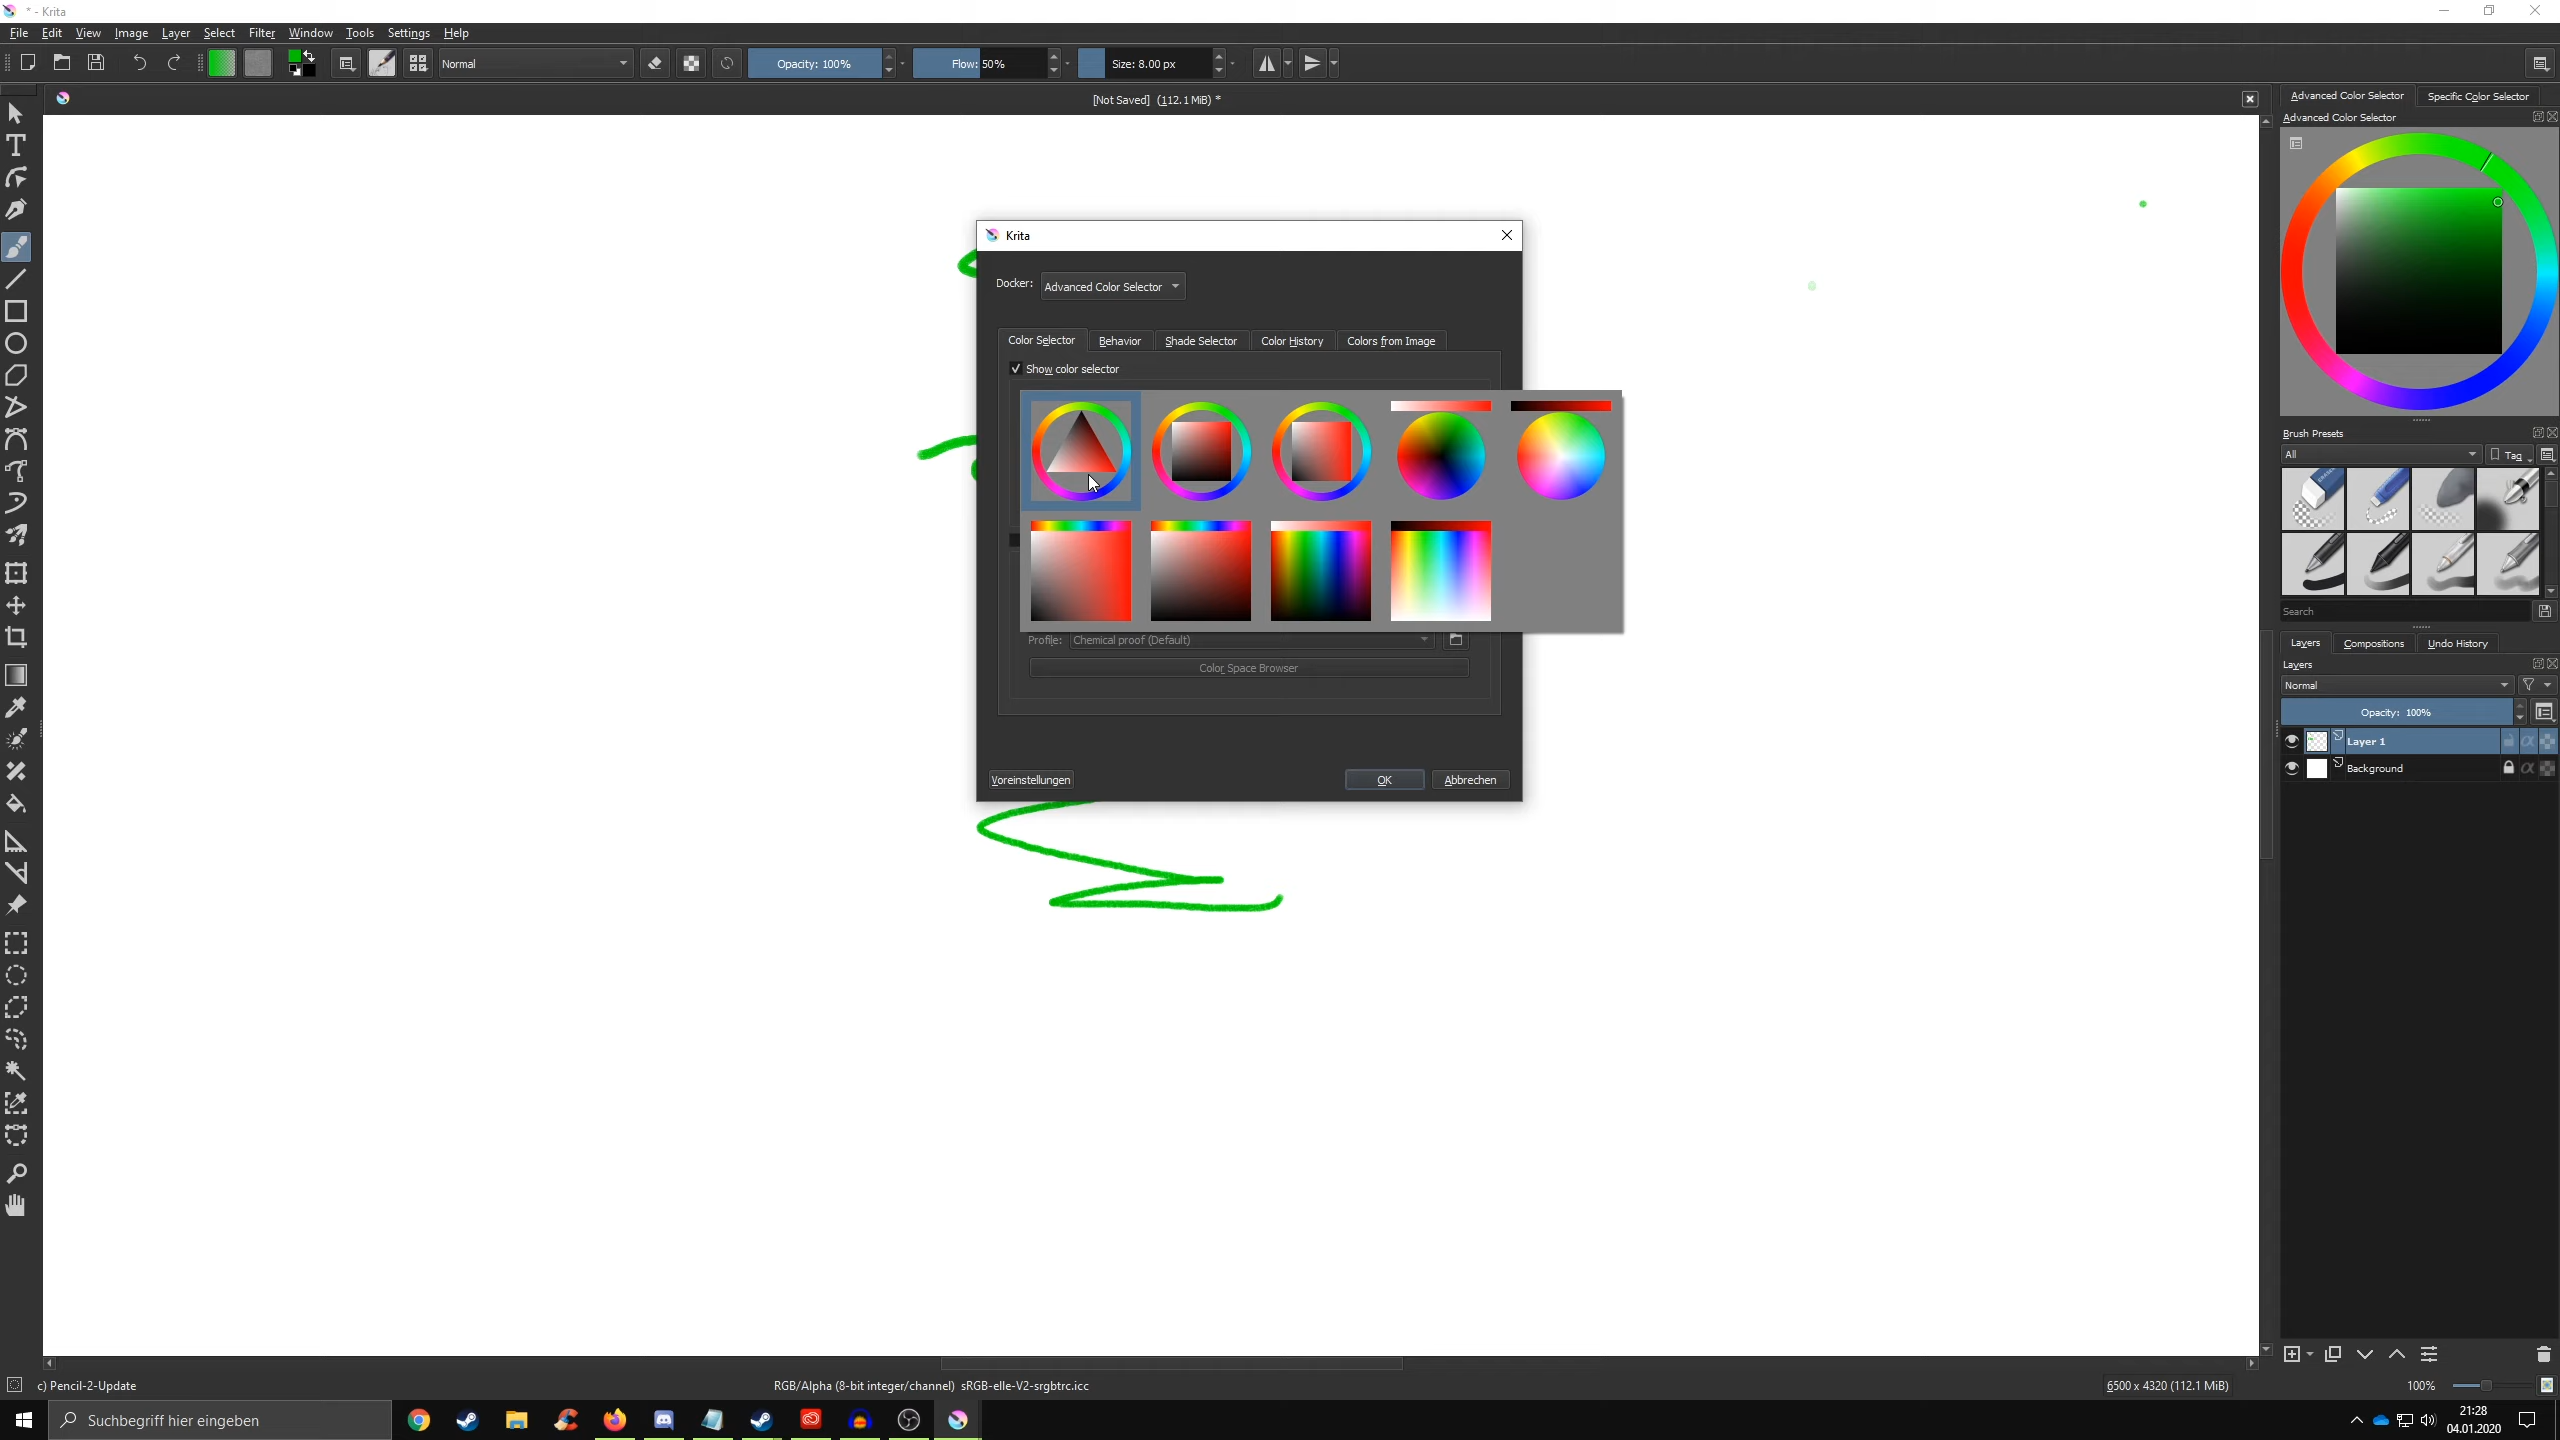 * - Krita
File Edit View Image Layer Select Filter Window Tools Settings Help
Normal Opacity: 100% Flow: 50% Size: 8.00 px
[Not Saved] (112.1 MiB) *
Advanced Color Selector Specific Color Selector
Advanced Color Selector
Krita
Docker: Advanced Color Selector
Color Selector Behavior Shade Selector Color History Colors from Image
Show color selector
Profile: Chemical proof (Default)
Color Space Browser
Voreinstellungen OK Abbrechen
Brush Presets
All Tag
Search
Layers Compositions Undo History
Layers
Normal
Opacity: 100%
Layer 1
Background
c) Pencil-2-Update RGB/Alpha (8-bit integer/channel) sRGB-elle-V2-srgbtrc.icc 6500 x 4320 (112.1 MiB) 100%
Suchbegriff hier eingeben
21:28
04.01.2020